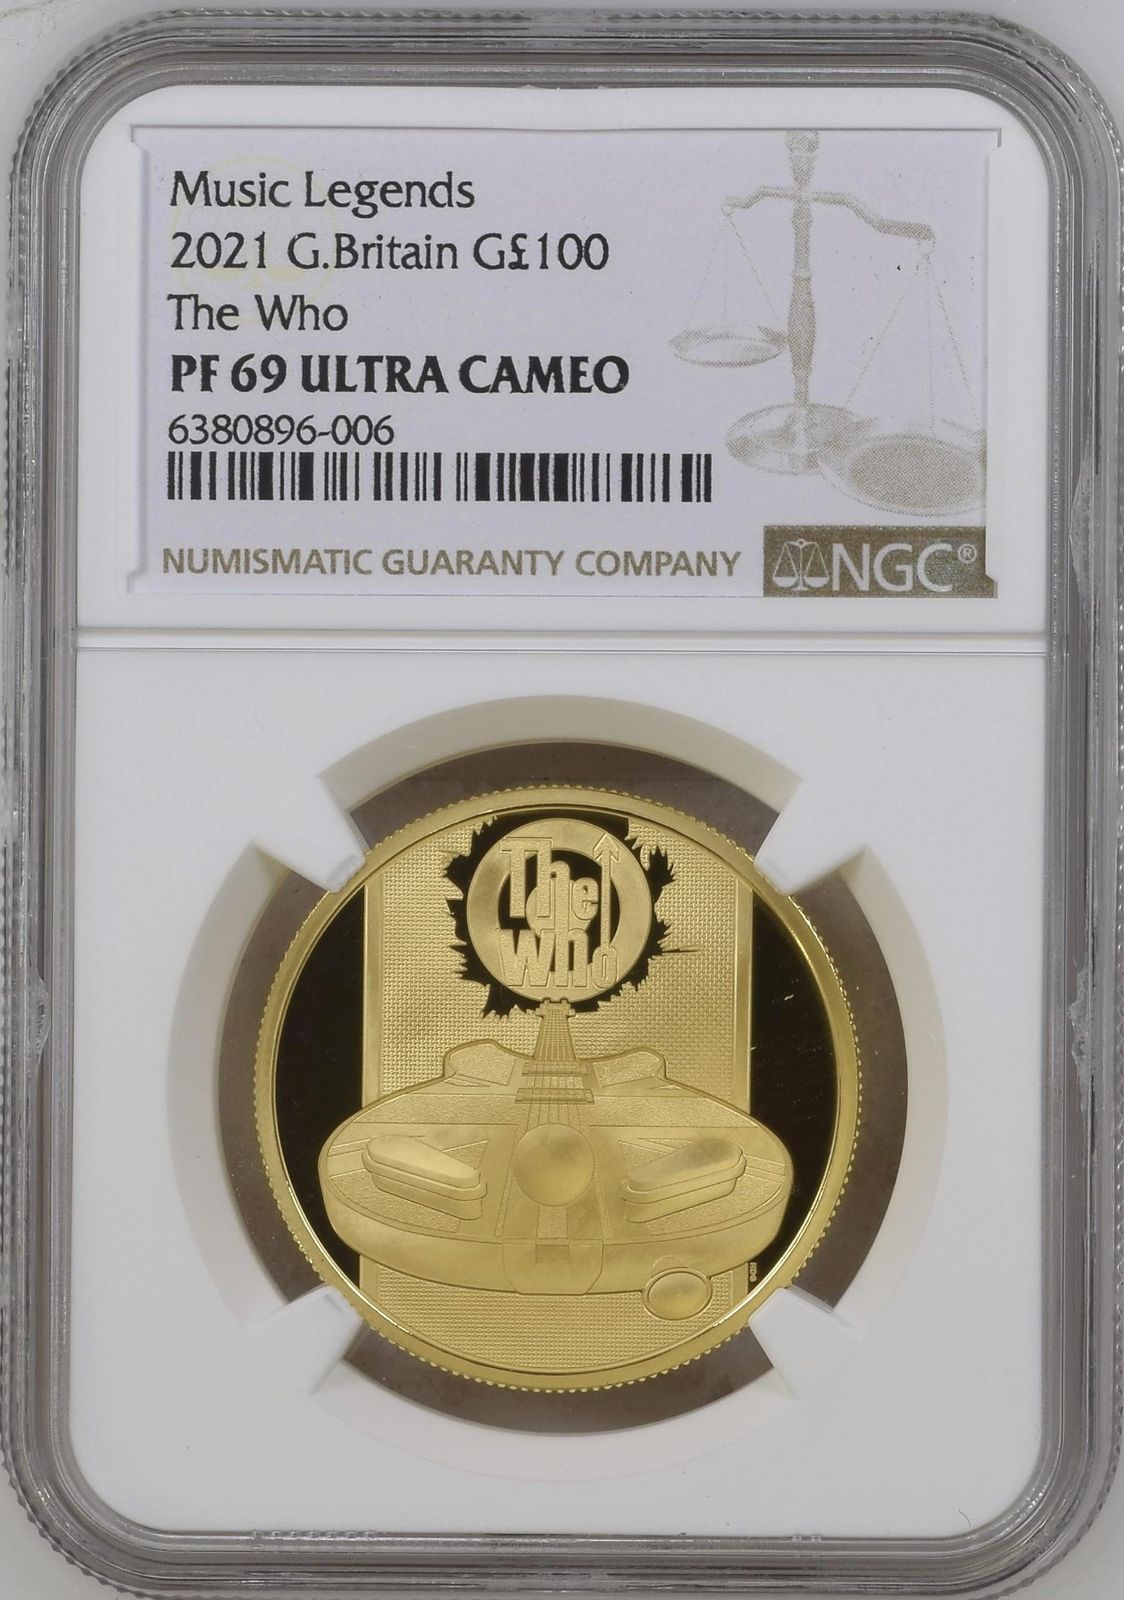 Music Legends
2021 G.Britain G£100
The Who
PF 69 ULTRA CAMEO
6380896-006
NUMISMATIC GUARANTY COMPANY
NGC®
The
who